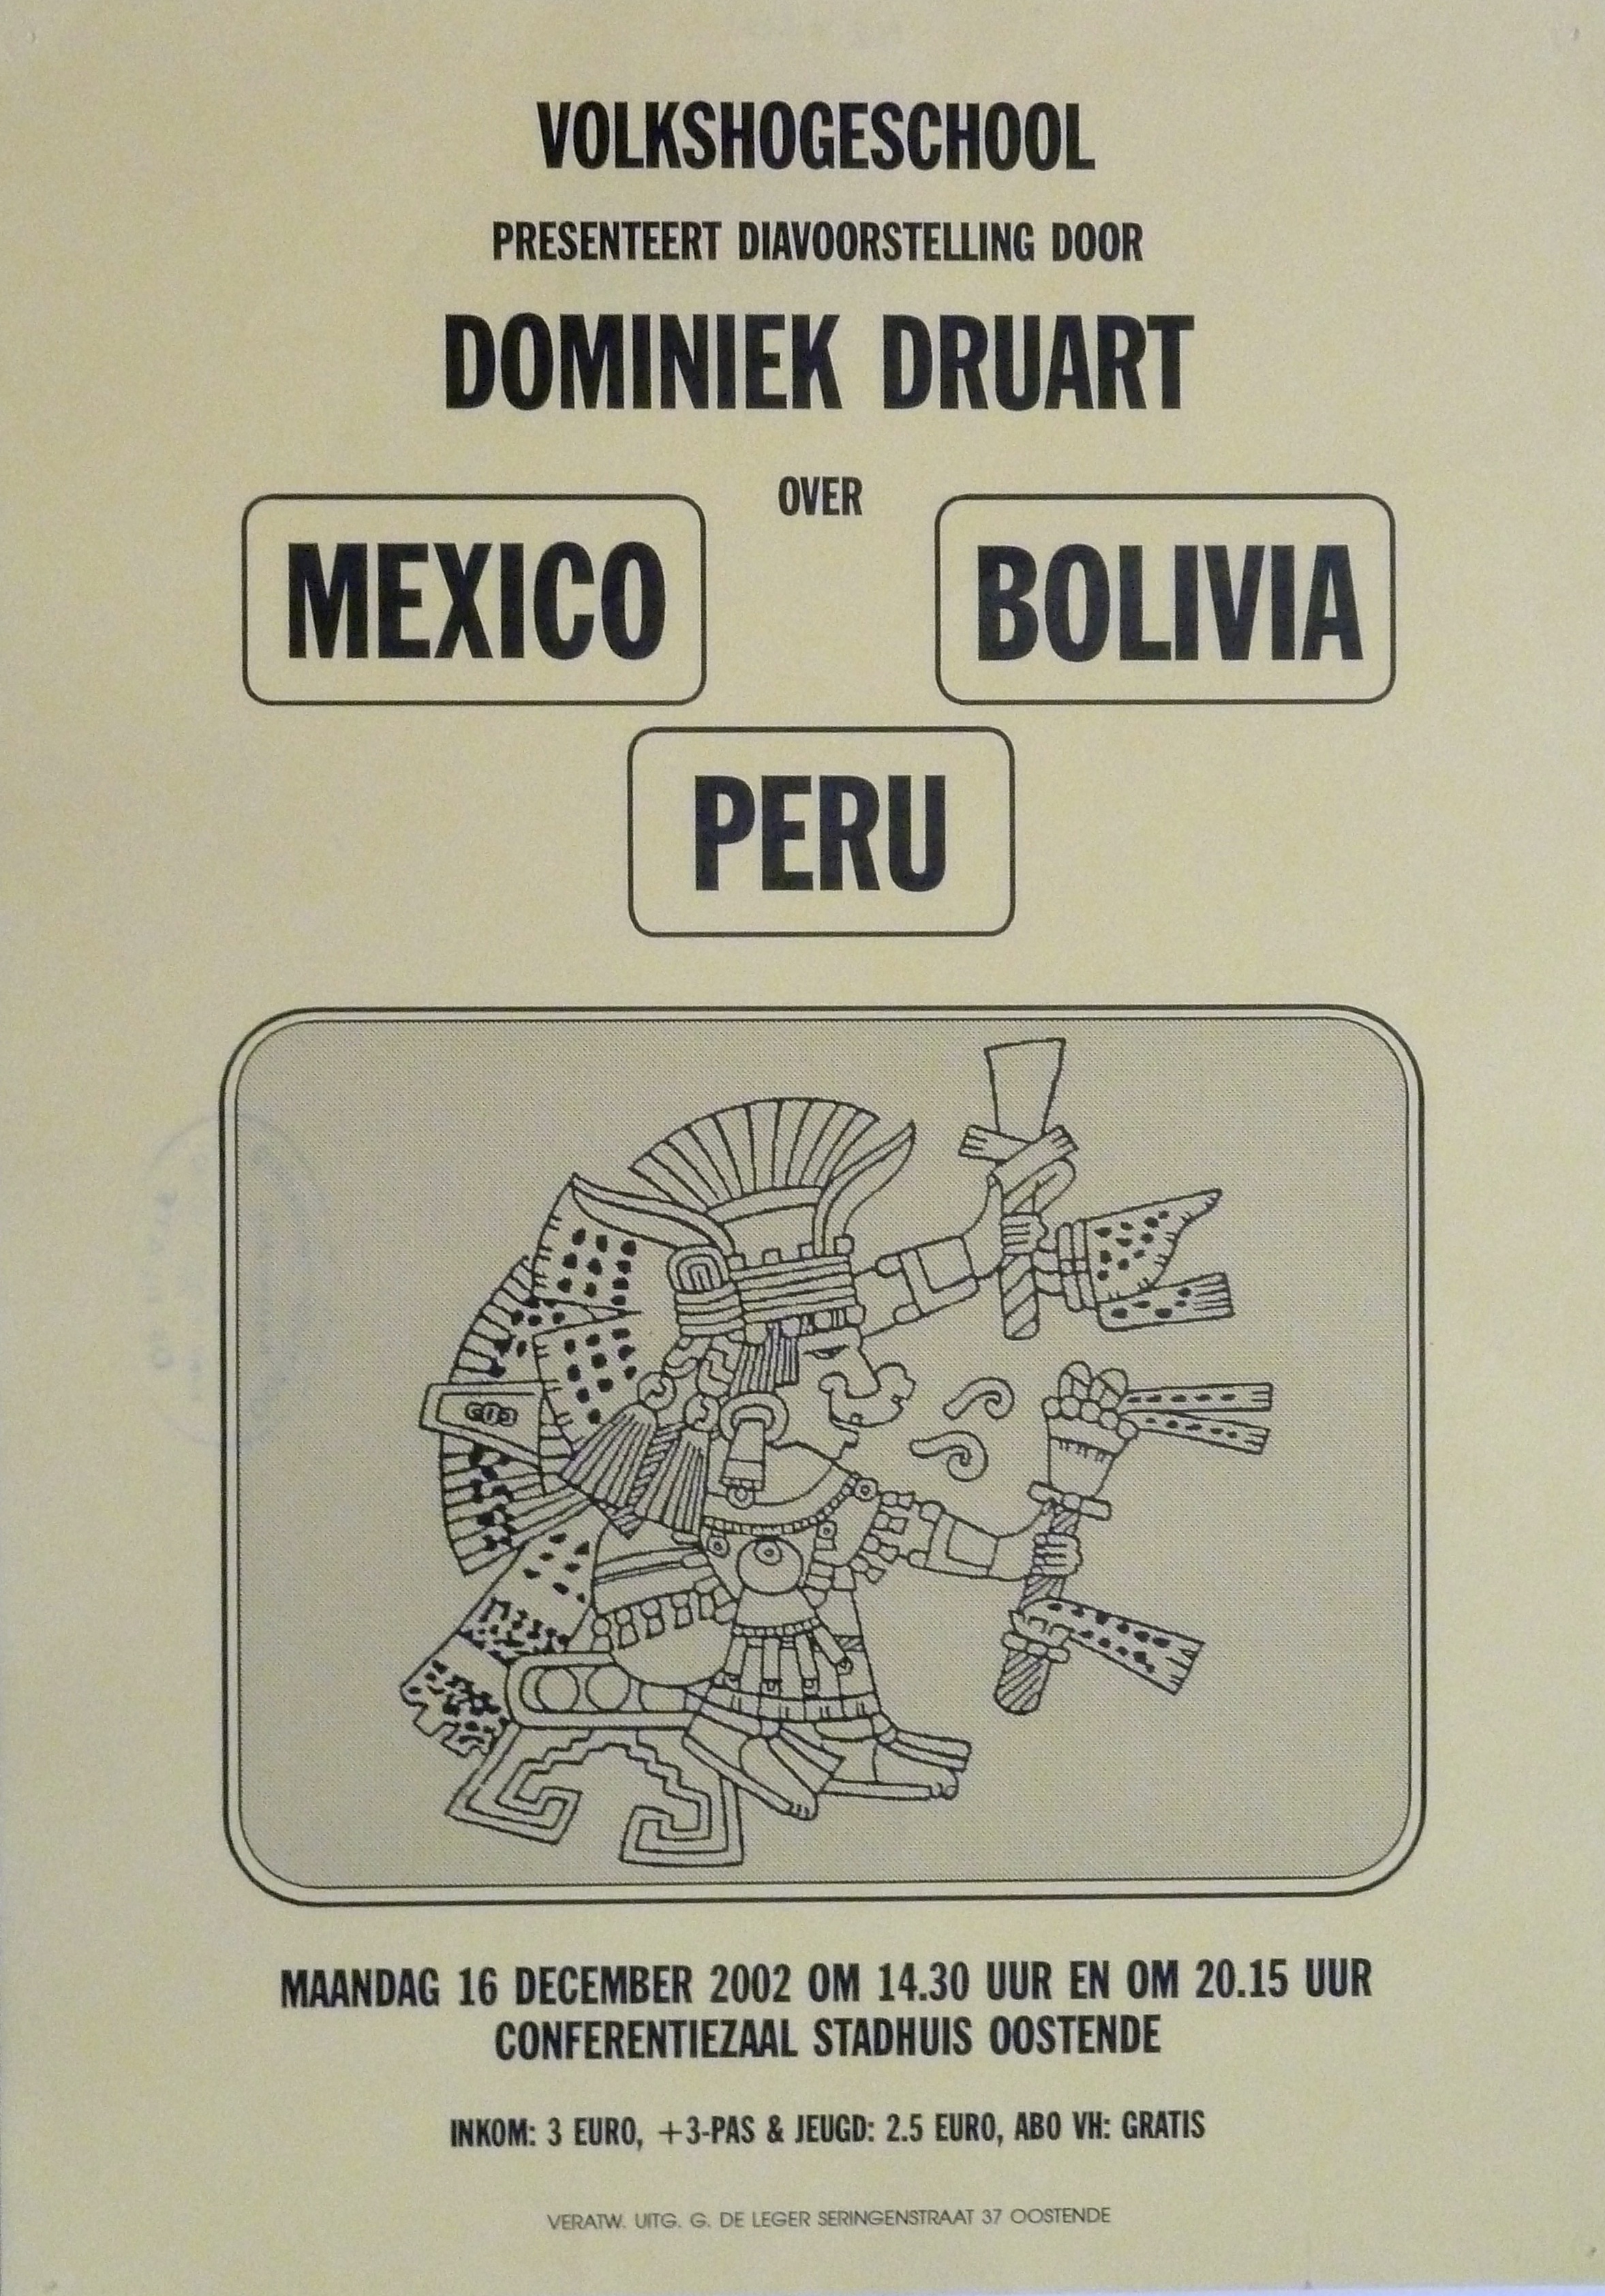 VOLKSHOGESCHOOL
PRESENTEERT DIAVOORSTELLING DOOR
DOMINIEK DRUART
OVER
MEXICO
BOLIVIA
PERU
MAANDAG 16 DECEMBER 2002 OM 14.30 UUR EN OM 20.15 UUR
CONFERENTIEZAAL STADHUIS OOSTENDE
INKOM: 3 EURO, +3-PAS & JEUGD: 2.5 EURO, ABO VH: GRATIS
VERATW. UITG. G. DE LEGER SERINGENSTRAAT 37 OOSTENDE